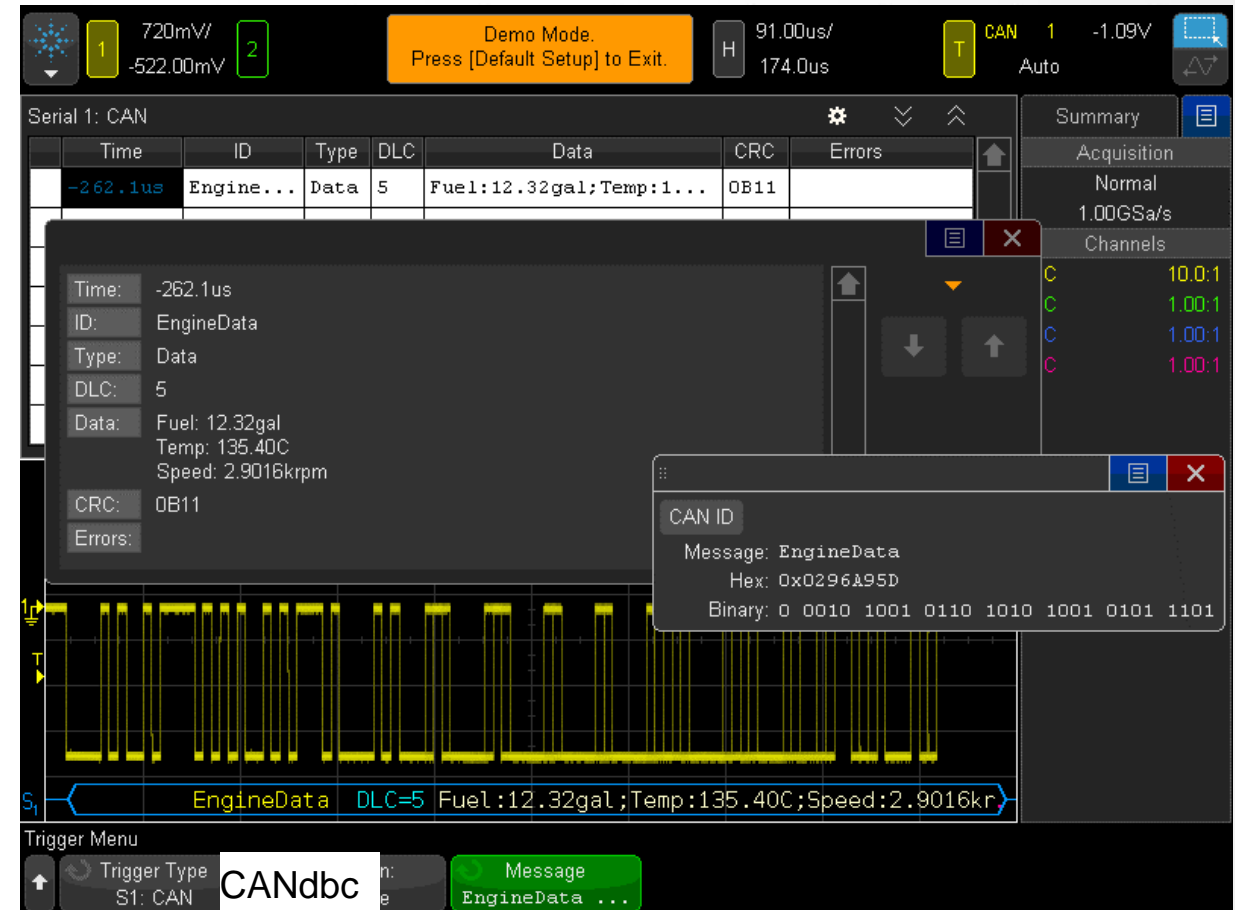 1 720mV/ -522.00mV 2
Demo Mode.
Press [Default Setup] to Exit.
H 91.00us/ 174.0us
T CAN 1 -1.09V
Auto
Serial 1: CAN
Time ID Type DLC Data CRC Errors
-262.1us Engine... Data 5 Fuel:12.32gal;Temp:1... 0B11
Summary
Acquisition
Normal
1.00GSa/s
Channels
C 10.0:1
C 1.00:1
C 1.00:1
C 1.00:1
Time: -262.1us
ID: EngineData
Type: Data
DLC: 5
Data: Fuel: 12.32gal
Temp: 135.40C
Speed: 2.9016krpm
CRC: 0B11
Errors:
CAN ID
Message: EngineData
Hex: 0x0296A95D
Binary: 0 0010 1001 0110 1010 1001 0101 1101
1
T
S1 EngineData DLC=5 Fuel:12.32gal;Temp:135.40C;Speed:2.9016kr
Trigger Menu
Trigger Type
S1: CAN
CANdbc
n:
e
Message
EngineData ...